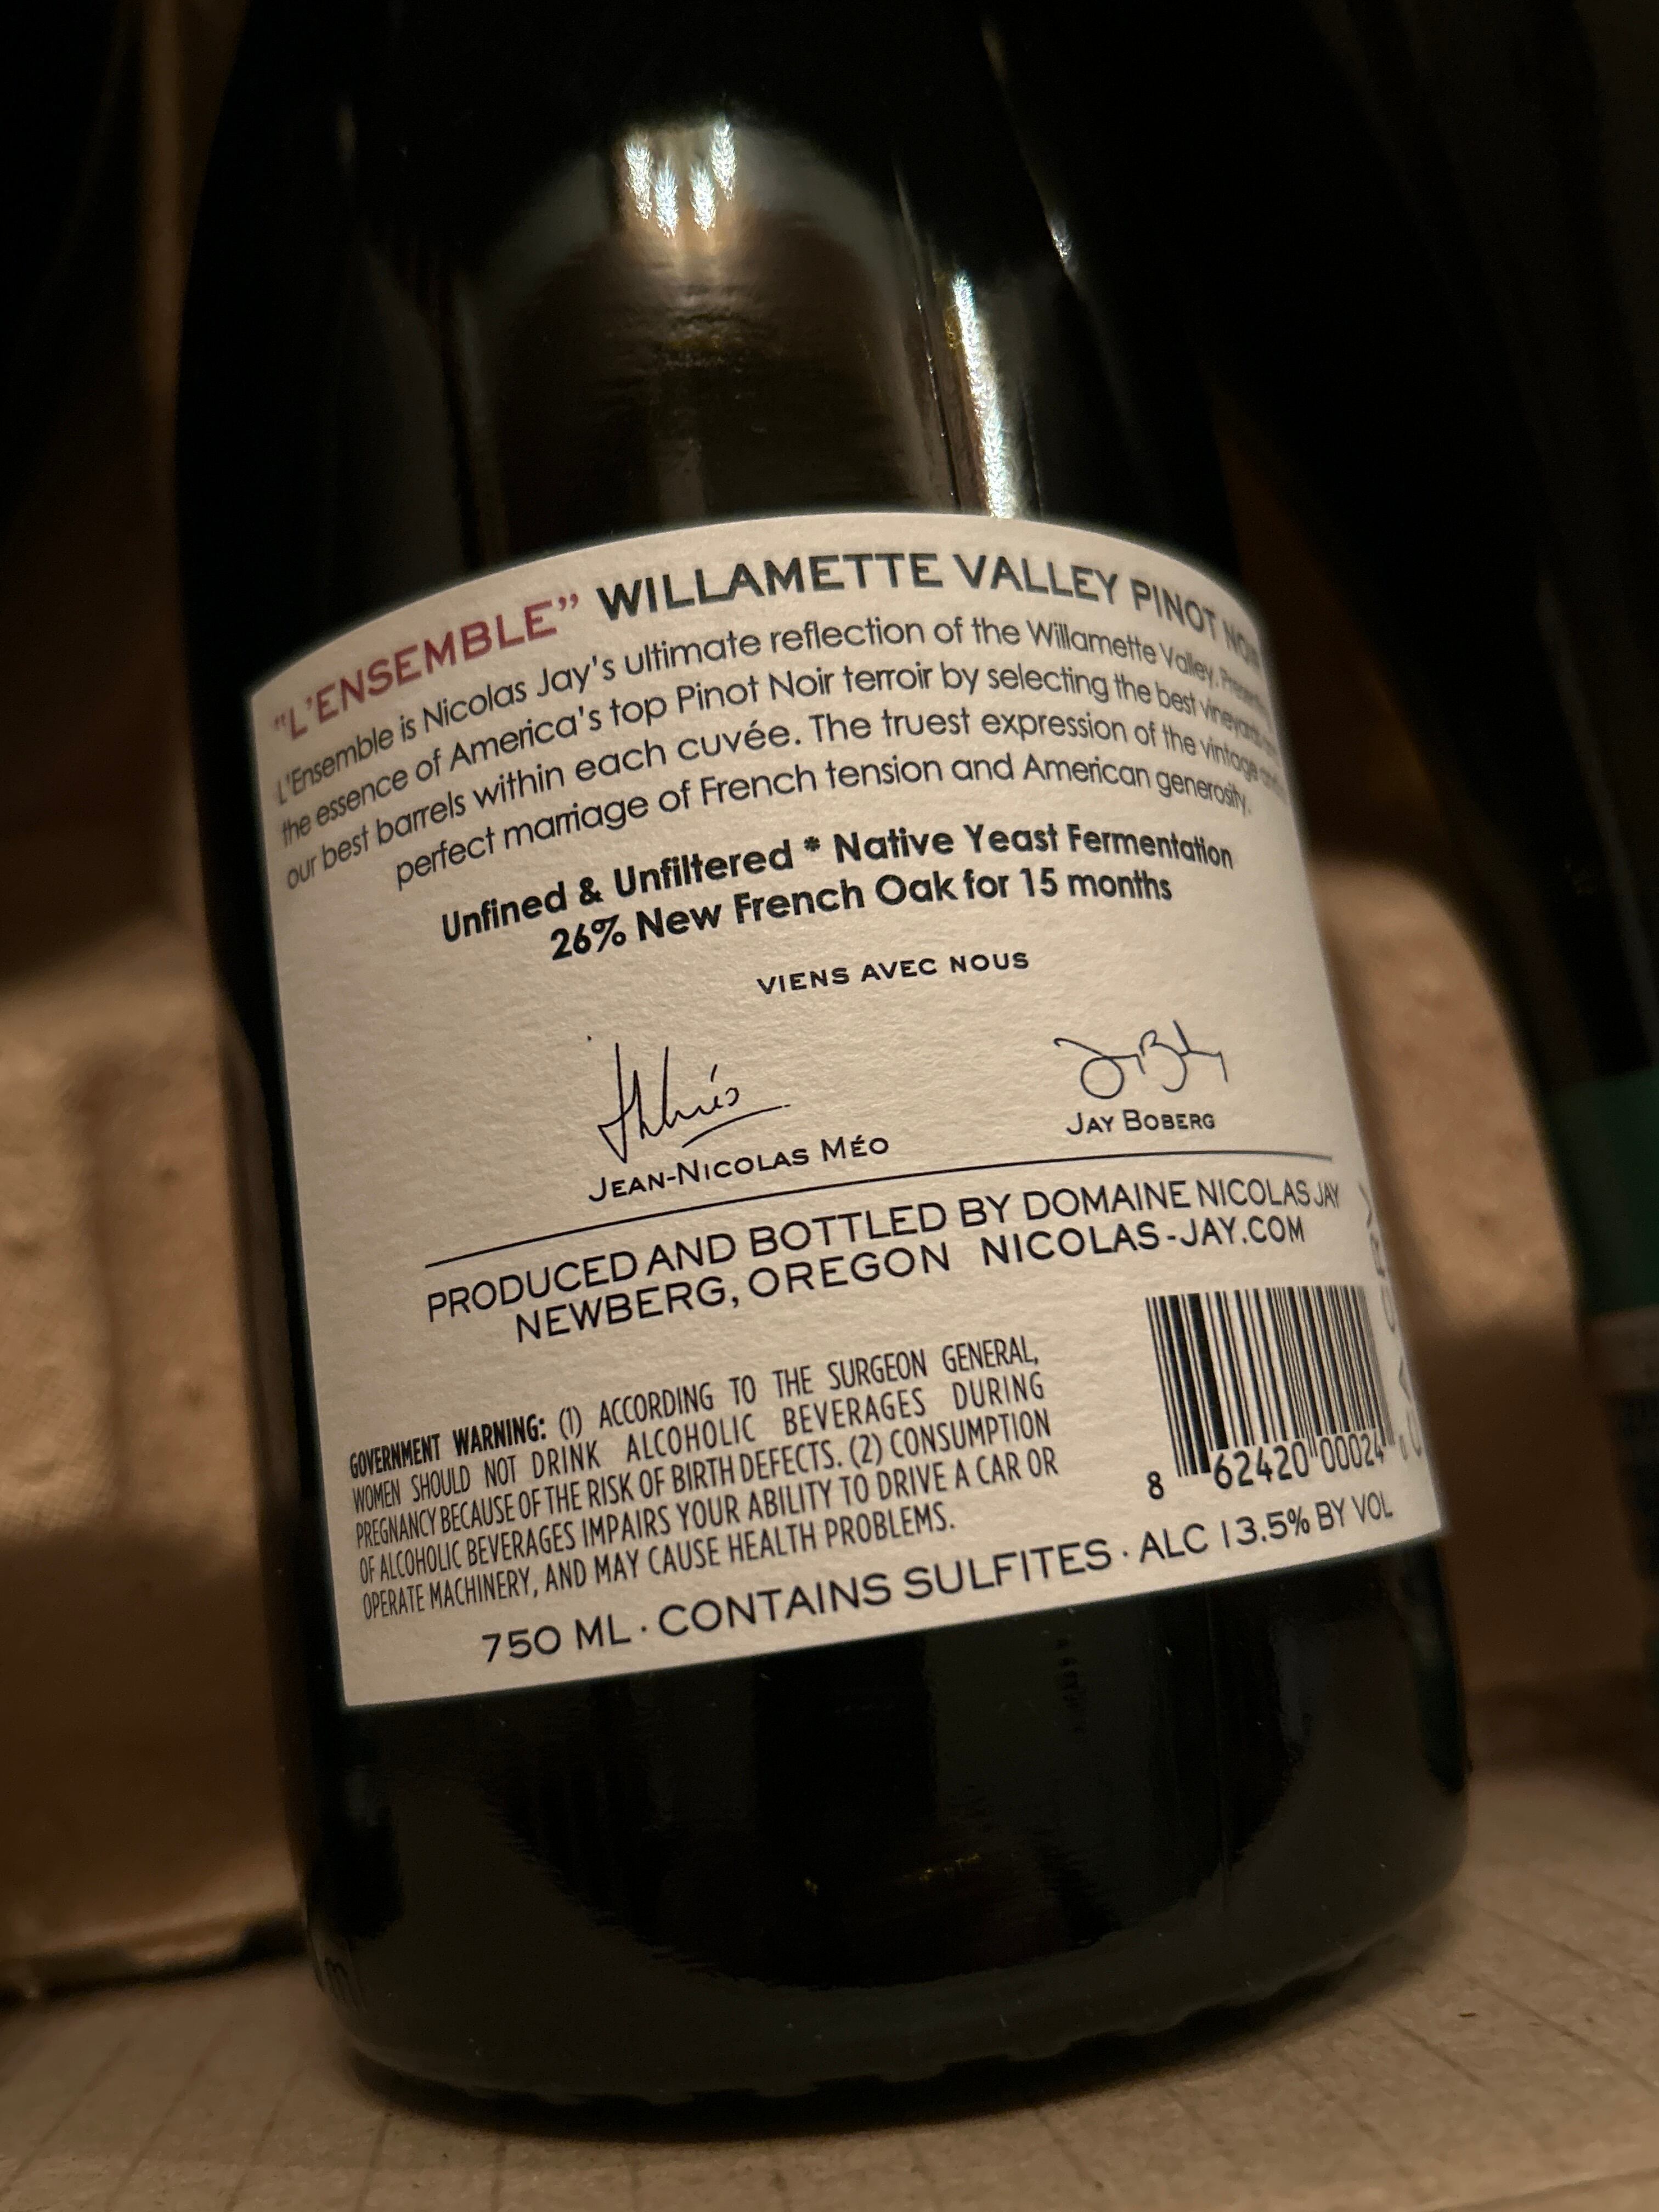 "L'ENSEMBLE" WILLAMETTE VALLEY PINOT NOIR
L'Ensemble is Nicolas Jay's ultimate reflection of the Willamette Valley. Presenting
the essence of America's top Pinot Noir terroir by selecting the best vineyards
our best barrels within each cuvée. The truest expression of the vintage and
perfect marriage of French tension and American generosity.
Unfined & Unfiltered * Native Yeast Fermentation
26% New French Oak for 15 months
VIENS AVEC NOUS
JEAN-NICOLAS MÉO
JAY BOBERG
PRODUCED AND BOTTLED BY DOMAINE NICOLAS JAY
NEWBERG, OREGON NICOLAS-JAY.COM
GOVERNMENT WARNING: (1) ACCORDING TO THE SURGEON GENERAL,
WOMEN SHOULD NOT DRINK ALCOHOLIC BEVERAGES DURING
PREGNANCY BECAUSE OF THE RISK OF BIRTH DEFECTS. (2) CONSUMPTION
OF ALCOHOLIC BEVERAGES IMPAIRS YOUR ABILITY TO DRIVE A CAR OR
OPERATE MACHINERY, AND MAY CAUSE HEALTH PROBLEMS.
8 62420 00024
750 ML · CONTAINS SULFITES · ALC 13.5% BY VOL